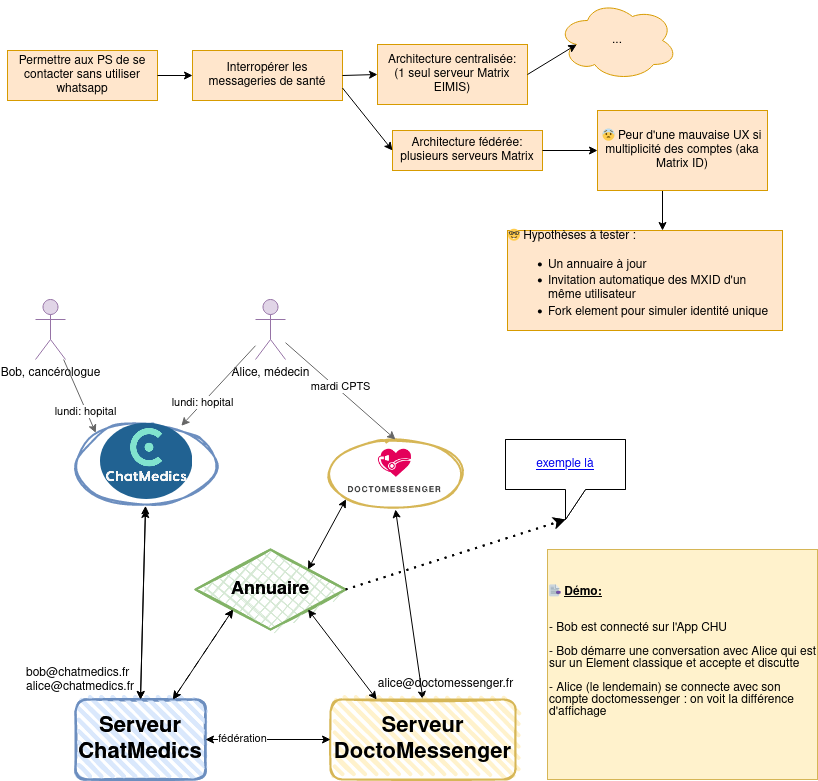 Permettre aux PS de se
contacter sans utiliser
whatsapp
Interropérer les
messageries de santé
Architecture centralisée:
(1 seul serveur Matrix
EIMIS)
...
Architecture fédérée:
plusieurs serveurs Matrix
😨 Peur d'une mauvaise UX si
multiplicité des comptes (aka
Matrix ID)
🤓 Hypothèses à tester :
• Un annuaire à jour
• Invitation automatique des MXID d'un
même utilisateur
• Fork element pour simuler identité unique
Bob, cancérologue
Alice, médecin
lundi: hopital
lundi: hopital
mardi CPTS
ChatMedics
DOCTOMESSENGER
exemple là
Annuaire
Démo:
- Bob est connecté sur l'App CHU
- Bob démarre une conversation avec Alice qui est
sur un Element classique et accepte et discutte
- Alice (le lendemain) se connecte avec son
compte doctomessenger : on voit la différence
d'affichage
bob@chatmedics.fr
alice@chatmedics.fr
alice@doctomessenger.fr
Serveur
ChatMedics
fédération
Serveur
DoctoMessenger